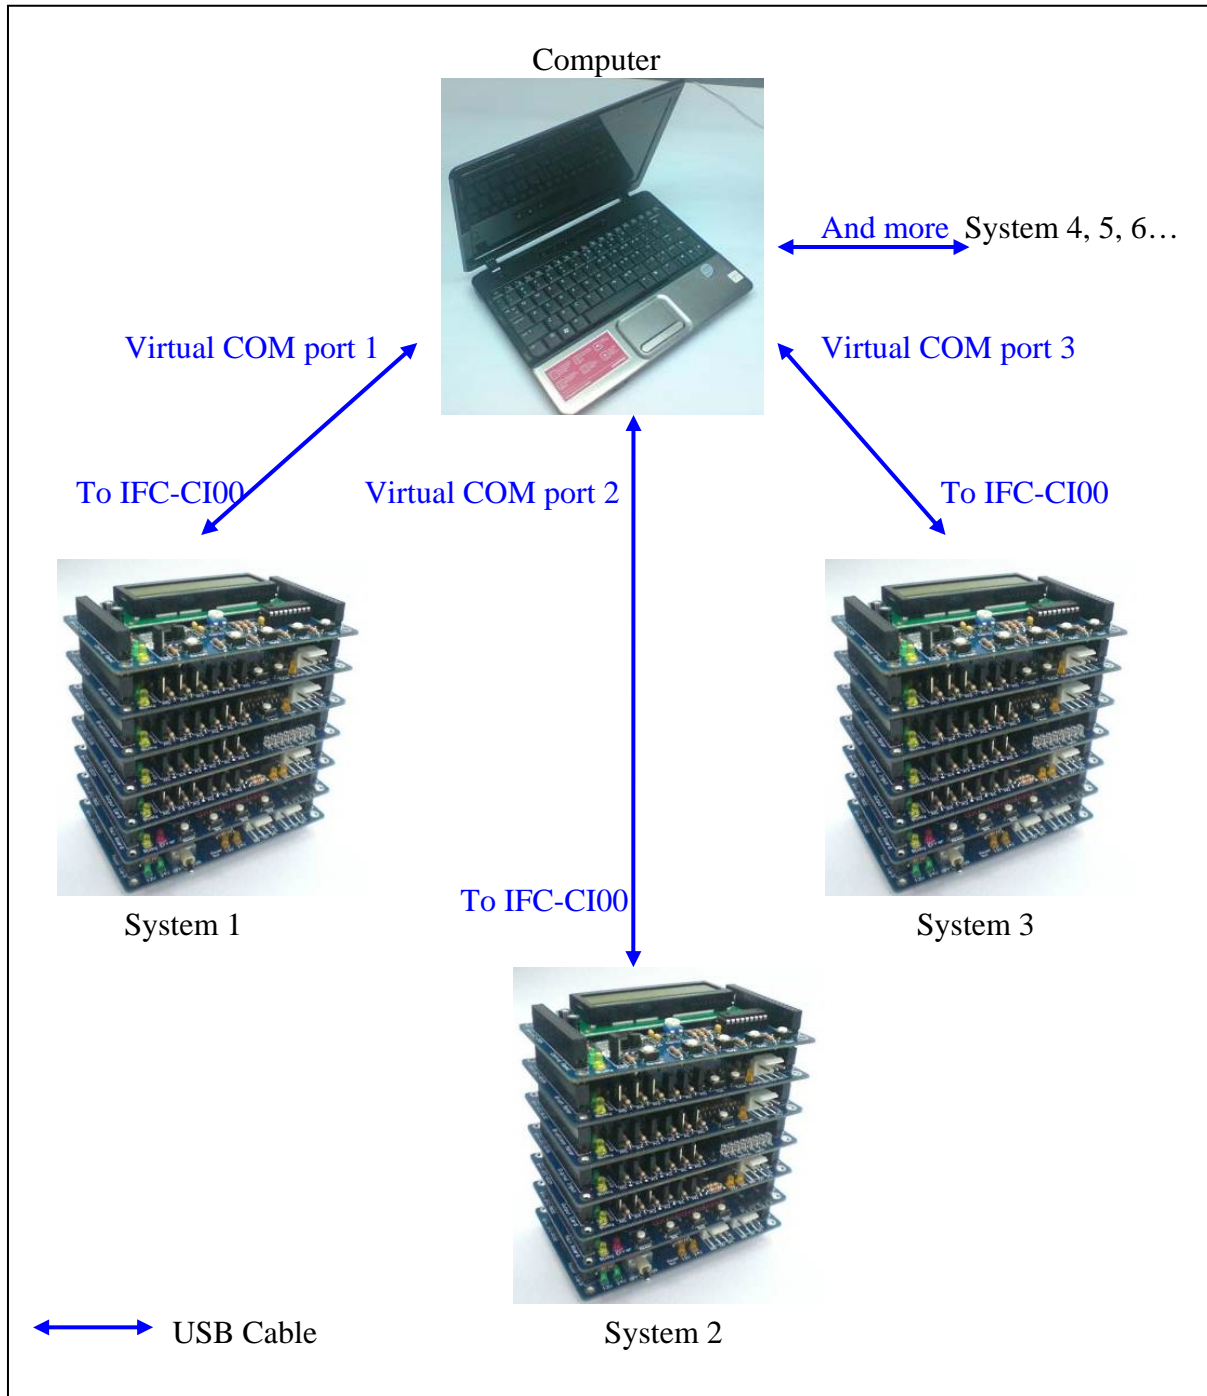 Computer
And more System 4, 5, 6…
Virtual COM port 1
Virtual COM port 3
To IFC-CI00
Virtual COM port 2
To IFC-CI00
System 1
To IFC-CI00
System 3
USB Cable
System 2